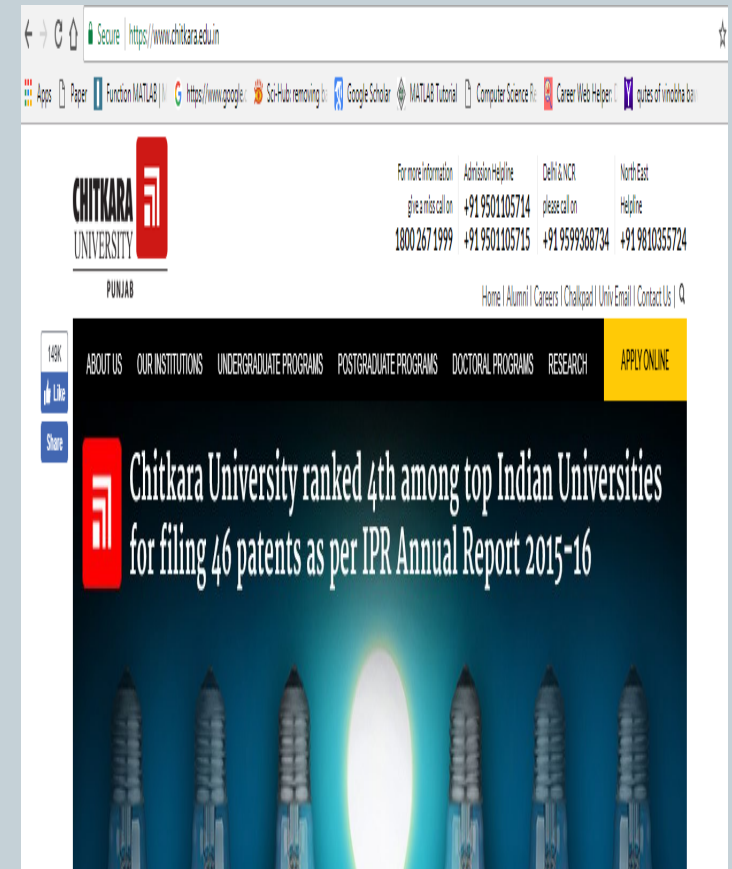 Secure | https://www.chitkara.edu.in
Apps Paper Function MATLAB | https://www.google. Sci-Hub: removing b Google Scholar MATLAB Tutorial Computer Science Re Career Web Helper: qutes of vinobha ba
CHITKARA
UNIVERSITY
PUNJAB
For more information
give a miss call on
1800 267 1999
Admission Helpline
+91 9501105714
+91 9501105715
Delhi & NCR
please call on
+91 9599368734
North East
Helpline
+91 9810355724
Home | Alumni | Careers | Chalkpad | Univ Email | Contact Us |
149K
Like
Share
ABOUT US OUR INSTITUTIONS UNDERGRADUATE PROGRAMS POSTGRADUATE PROGRAMS DOCTORAL PROGRAMS RESEARCH APPLY ONLINE
Chitkara University ranked 4th among top Indian Universities
for filing 46 patents as per IPR Annual Report 2015-16